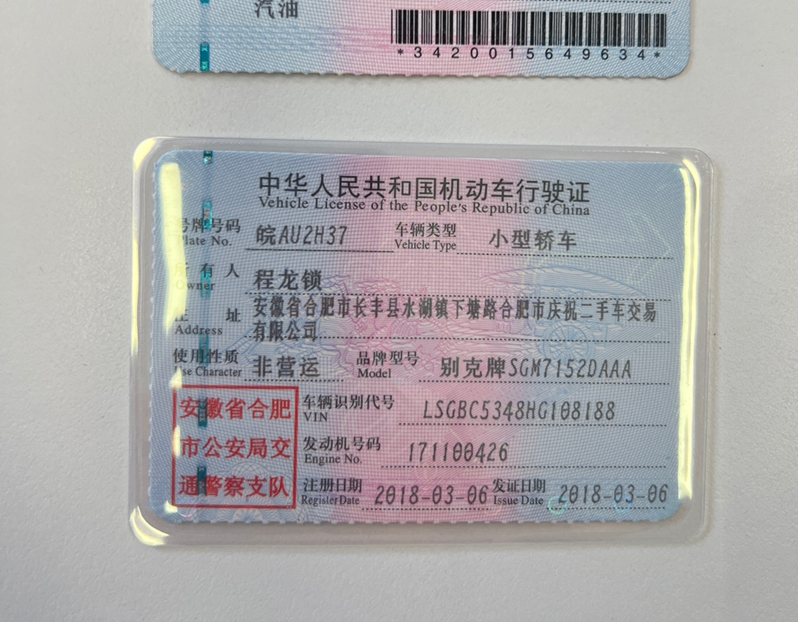 汽油
*3420015649634*
中华人民共和国机动车行驶证
Vehicle License of the People's Republic of China
号牌号码 皖AU2H37 车辆类型 小型轿车
Plate No. Vehicle Type
所有人 程龙锁
Owner
住址 安徽省合肥市长丰县水湖镇下塘路合肥市庆祝二手车交易
Address 有限公司
使用性质 非营运 品牌型号 别克牌SGM7152DAAA
Use Character Model
安徽省合肥 车辆识别代号 LSGBC5348HG108188
VIN
市公安局交 发动机号码 171100426
Engine No.
通警察支队 注册日期 2018-03-06 发证日期 2018-03-06
Register Date Issue Date